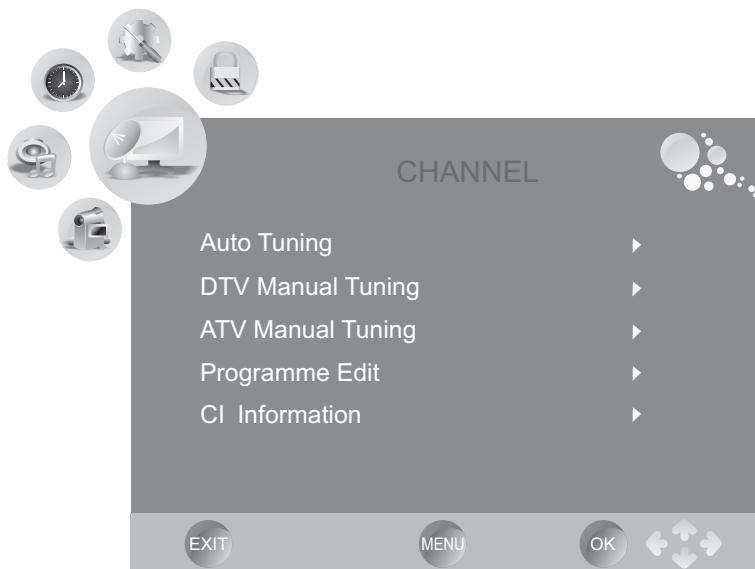 CHANNEL
Auto Tuning
DTV Manual Tuning
ATV Manual Tuning
Programme Edit
CI Information
EXIT MENU OK